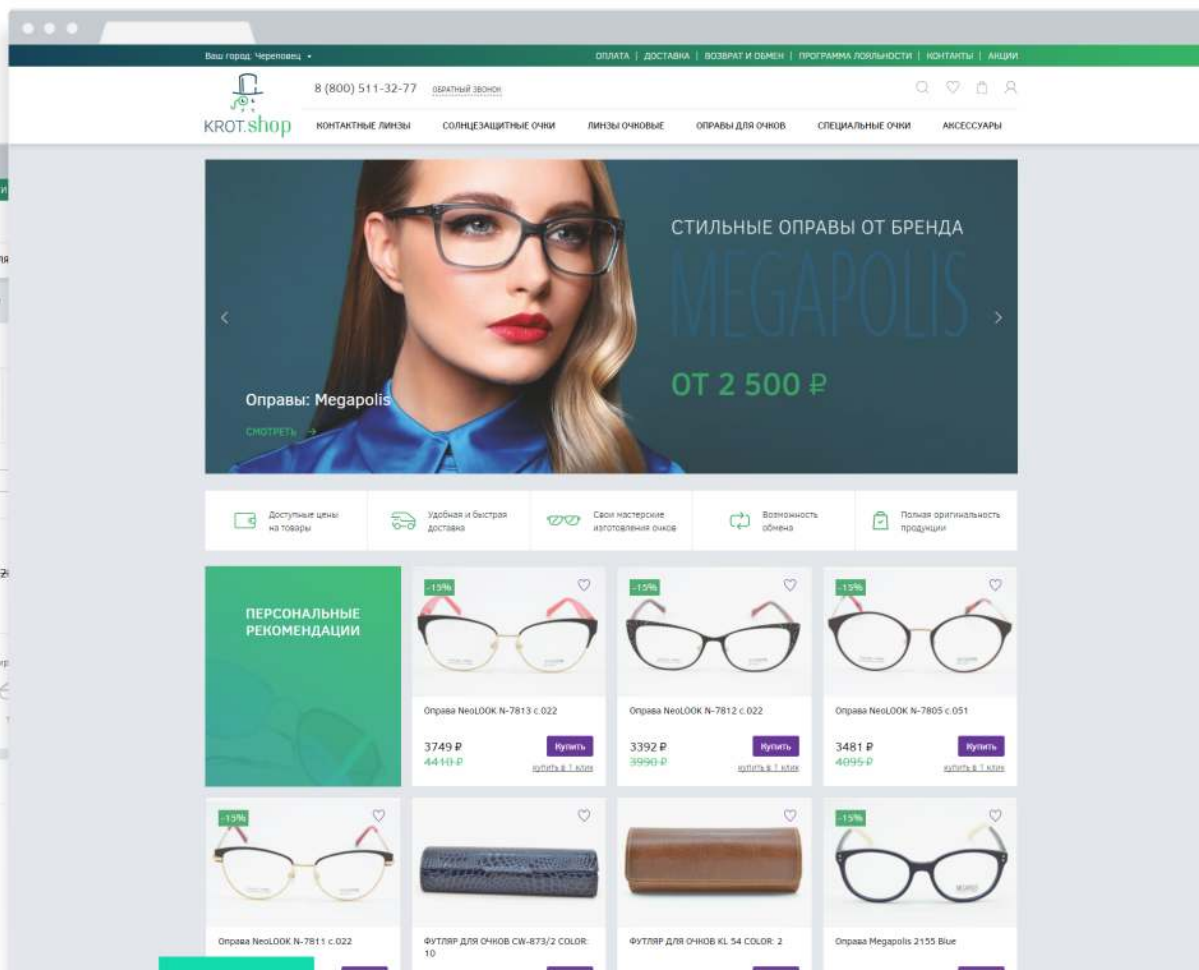 Ваш город: Череповец
ОПЛАТА | ДОСТАВКА | ВОЗВРАТ И ОБМЕН | ПРОГРАММА ЛОЯЛЬНОСТИ | КОНТАКТЫ | АКЦИИ
8 (800) 511-32-77 ОБРАТНЫЙ ЗВОНОК
KROT.shop
КОНТАКТНЫЕ ЛИНЗЫ СОЛНЦЕЗАЩИТНЫЕ ОЧКИ ЛИНЗЫ ОЧКОВЫЕ ОПРАВЫ ДЛЯ ОЧКОВ СПЕЦИАЛЬНЫЕ ОЧКИ АКСЕССУАРЫ
СТИЛЬНЫЕ ОПРАВЫ ОТ БРЕНДА
MEGAPOLIS
ОТ 2 500 ₽
Оправы: Megapolis
СМОТРЕТЬ →
Доступные цены
на товары
Удобная и быстрая
доставка
Свои мастерские
изготовления очков
Возможность
обмена
Полная оригинальность
продукции
ПЕРСОНАЛЬНЫЕ
РЕКОМЕНДАЦИИ
-15%
Оправа NeoLOOK N-7813 c.022
3749 ₽ Купить
4410 ₽ купить в 1 клик
-15%
Оправа NeoLOOK N-7812 c.022
3392 ₽ Купить
3990 ₽ купить в 1 клик
-15%
Оправа NeoLOOK N-7805 c.051
3481 ₽ Купить
4095 ₽ купить в 1 клик
-15%
Оправа NeoLOOK N-7811 c.022
ФУТЛЯР ДЛЯ ОЧКОВ CW-873/2 COLOR:
10
ФУТЛЯР ДЛЯ ОЧКОВ KL 54 COLOR: 2
-15%
MEGAPOLIS
Оправа Megapolis 2155 Blue